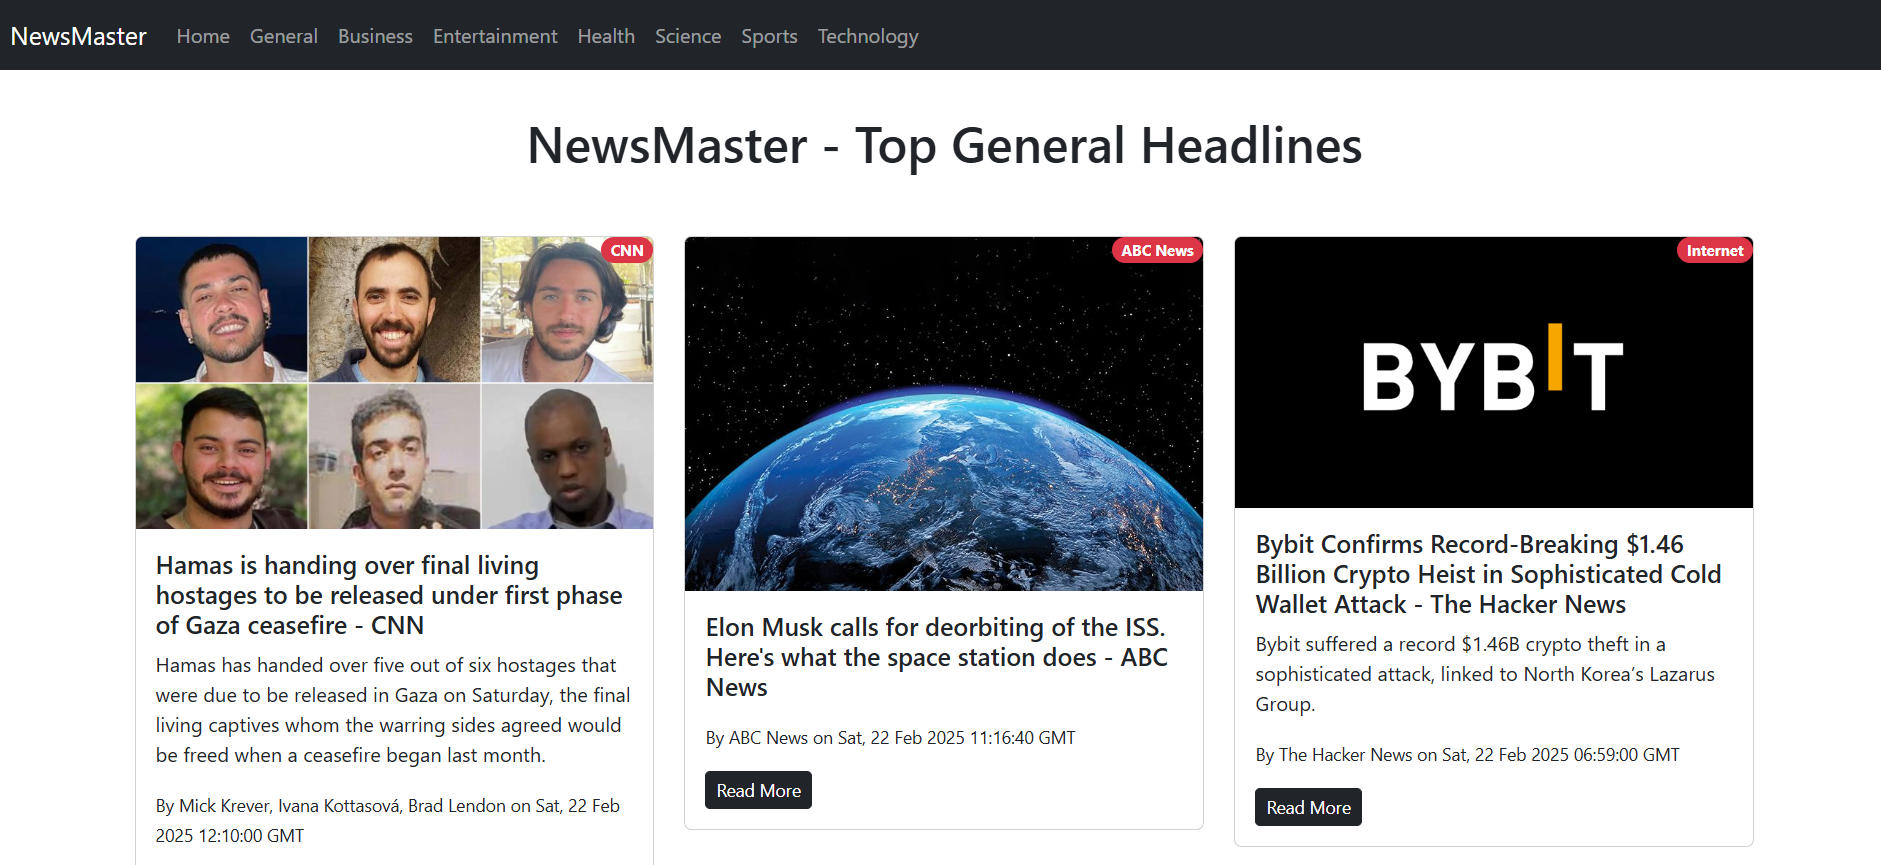 NewsMaster Home General Business Entertainment Health Science Sports Technology
NewsMaster - Top General Headlines
CNN
Hamas is handing over final living
hostages to be released under first phase
of Gaza ceasefire - CNN
Hamas has handed over five out of six hostages that
were due to be released in Gaza on Saturday, the final
living captives whom the warring sides agreed would
be freed when a ceasefire began last month.
By Mick Krever, Ivana Kottasová, Brad Lendon on Sat, 22 Feb
2025 12:10:00 GMT
ABC News
Elon Musk calls for deorbiting of the ISS.
Here's what the space station does - ABC
News
By ABC News on Sat, 22 Feb 2025 11:16:40 GMT
Read More
Internet
BYBIT
Bybit Confirms Record-Breaking $1.46
Billion Crypto Heist in Sophisticated Cold
Wallet Attack - The Hacker News
Bybit suffered a record $1.46B crypto theft in a
sophisticated attack, linked to North Korea’s Lazarus
Group.
By The Hacker News on Sat, 22 Feb 2025 06:59:00 GMT
Read More